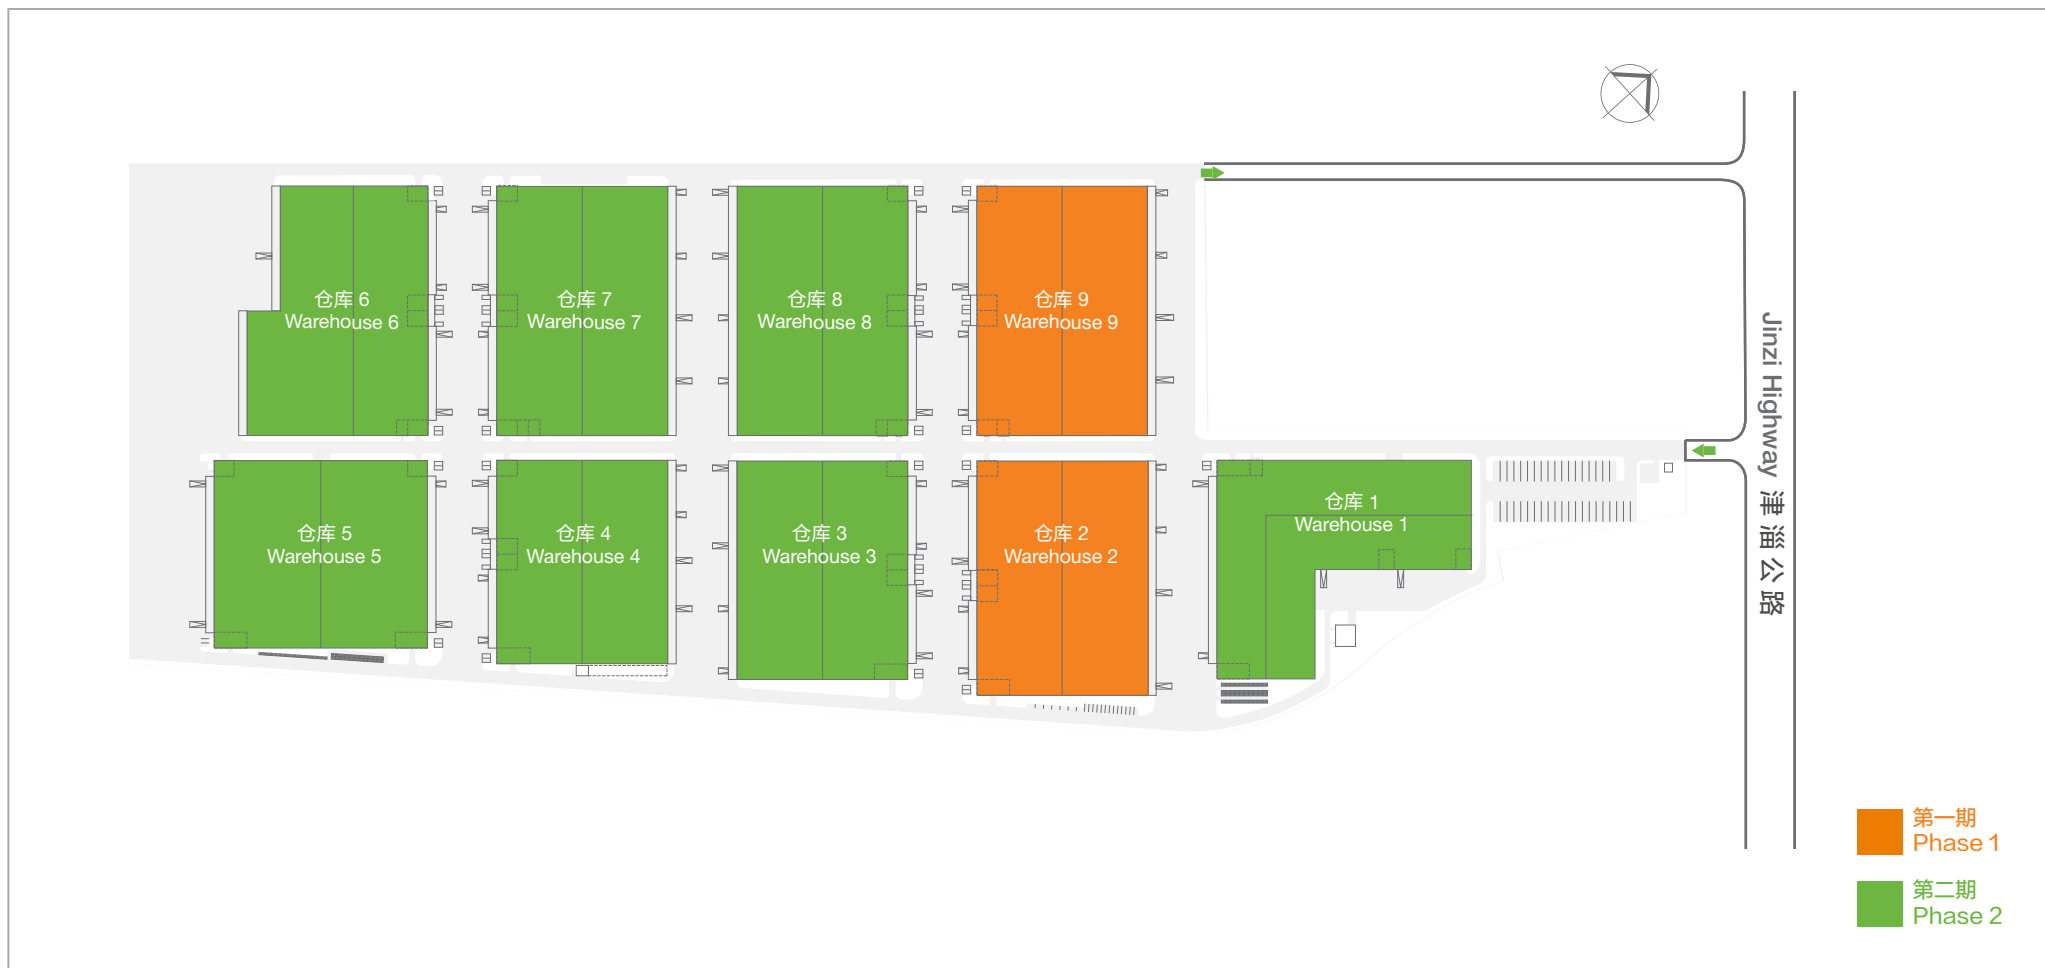 仓库 6
Warehouse 6
仓库 7
Warehouse 7
仓库 8
Warehouse 8
仓库 9
Warehouse 9
仓库 5
Warehouse 5
仓库 4
Warehouse 4
仓库 3
Warehouse 3
仓库 2
Warehouse 2
仓库 1
Warehouse 1
Jinzi Highway 津淄公路
第一期
Phase 1
第二期
Phase 2